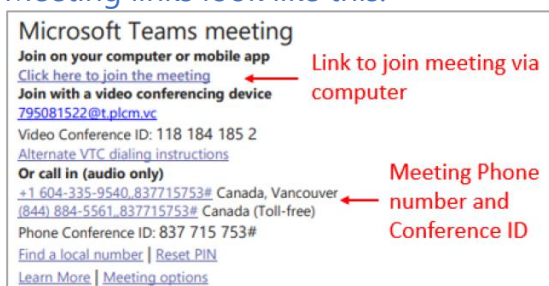 Meeting links look like this:
Microsoft Teams meeting
Join on your computer or mobile app
Click here to join the meeting
Link to join meeting via
computer
Join with a video conferencing device
795081522@t.plcm.vc
Video Conference ID: 118 184 185 2
Alternate VTC dialing instructions
Or call in (audio only)
+1 604-335-9540,,837715753# Canada, Vancouver
(844) 884-5561,,837715753# Canada (Toll-free)
Phone Conference ID: 837 715 753#
Find a local number | Reset PIN
Learn More | Meeting options
Meeting Phone
number and
Conference ID